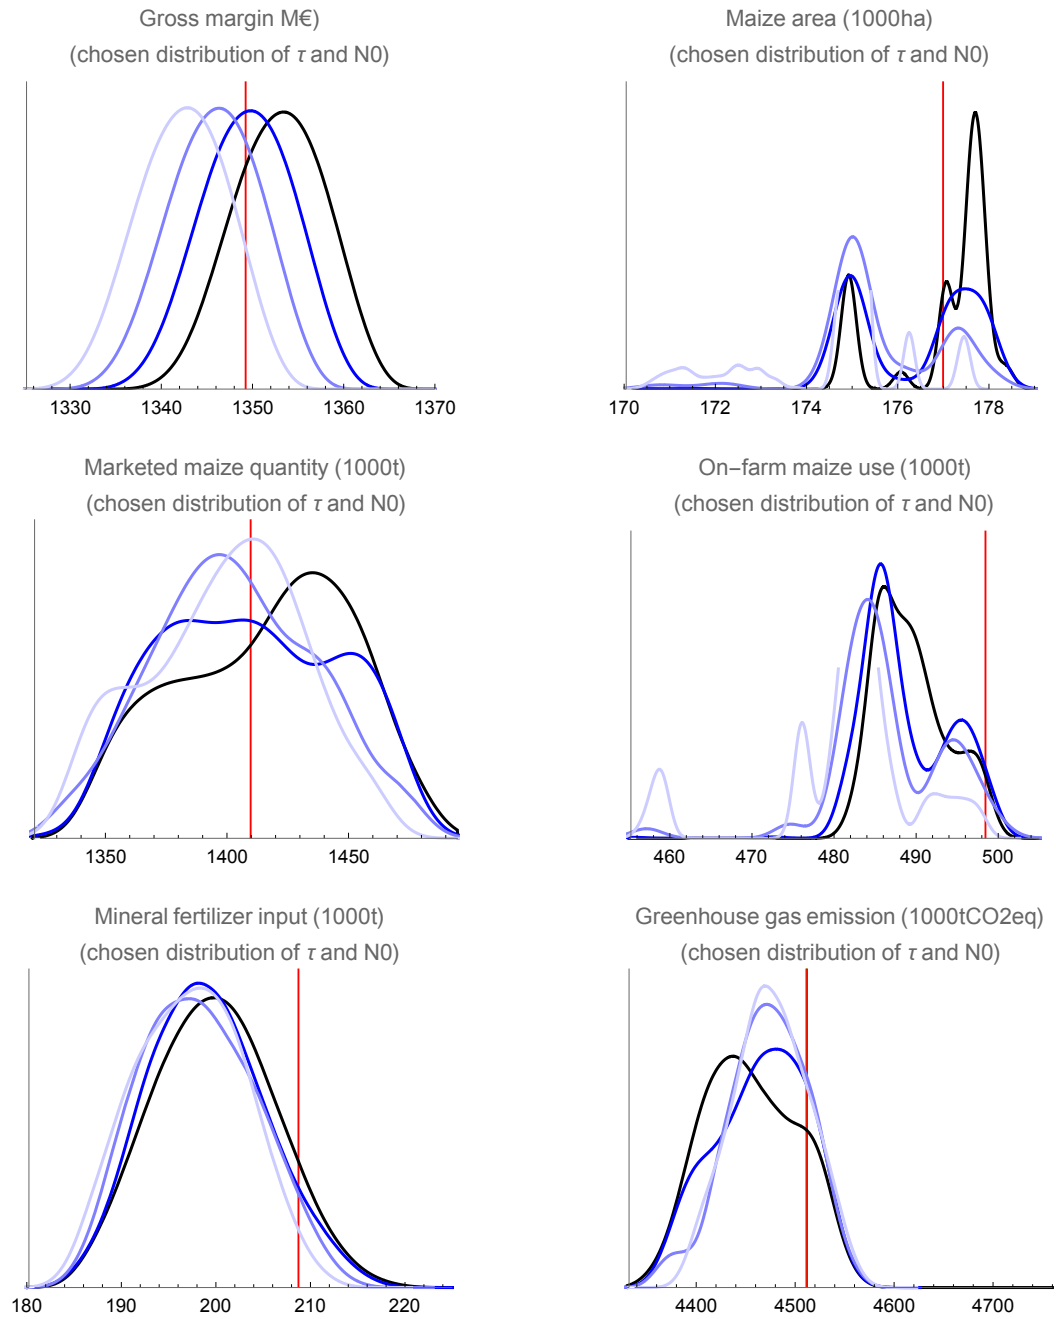 Gross margin M€)
(chosen distribution of τ and N0)
1330 1340 1350 1360 1370
Maize area (1000ha)
(chosen distribution of τ and N0)
170 172 174 176 178
Marketed maize quantity (1000t)
(chosen distribution of τ and N0)
1350 1400 1450
On−farm maize use (1000t)
(chosen distribution of τ and N0)
460 470 480 490 500
Mineral fertilizer input (1000t)
(chosen distribution of τ and N0)
180 190 200 210 220
Greenhouse gas emission (1000tCO2eq)
(chosen distribution of τ and N0)
4400 4500 4600 4700